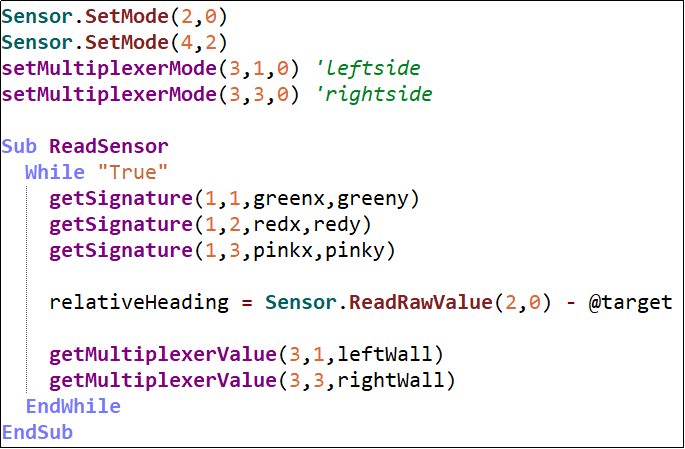 Sensor.SetMode(2,0)
Sensor.SetMode(4,2)
setMultiplexerMode(3,1,0) 'leftside
setMultiplexerMode(3,3,0) 'rightside
Sub ReadSensor
While "True"
getSignature(1,1,greenx,greeny)
getSignature(1,2,redx,redy)
getSignature(1,3,pinkx,pinky)
relativeHeading = Sensor.ReadRawValue(2,0) - @target
getMultiplexerValue(3,1,leftWall)
getMultiplexerValue(3,3,rightWall)
EndWhile
EndSub